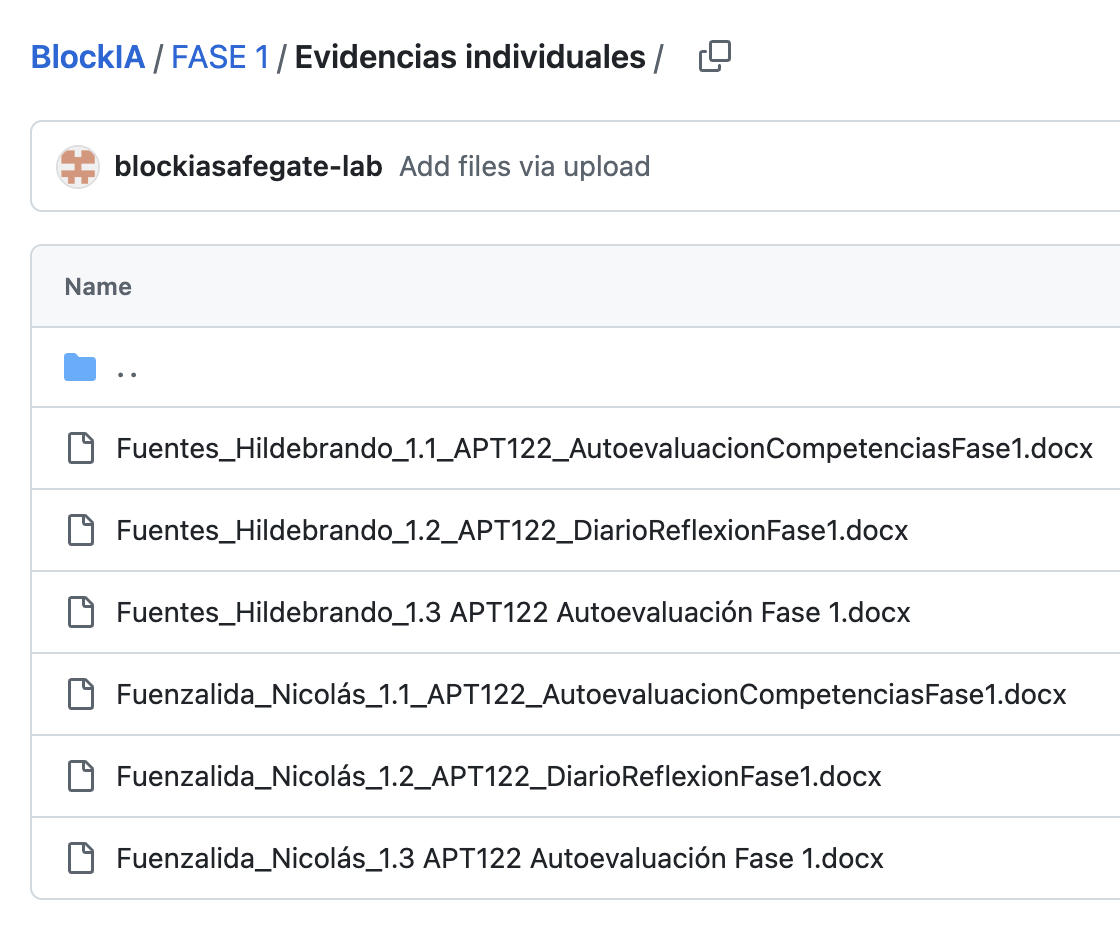 BlockIA / FASE 1 / Evidencias individuales /
blockiasafegate-lab Add files via upload
Name
..
Fuentes_Hildebrando_1.1_APT122_AutoevaluacionCompetenciasFase1.docx
Fuentes_Hildebrando_1.2_APT122_DiarioReflexionFase1.docx
Fuentes_Hildebrando_1.3 APT122 Autoevaluación Fase 1.docx
Fuenzalida_Nicolás_1.1_APT122_AutoevaluacionCompetenciasFase1.docx
Fuenzalida_Nicolás_1.2_APT122_DiarioReflexionFase1.docx
Fuenzalida_Nicolás_1.3 APT122 Autoevaluación Fase 1.docx